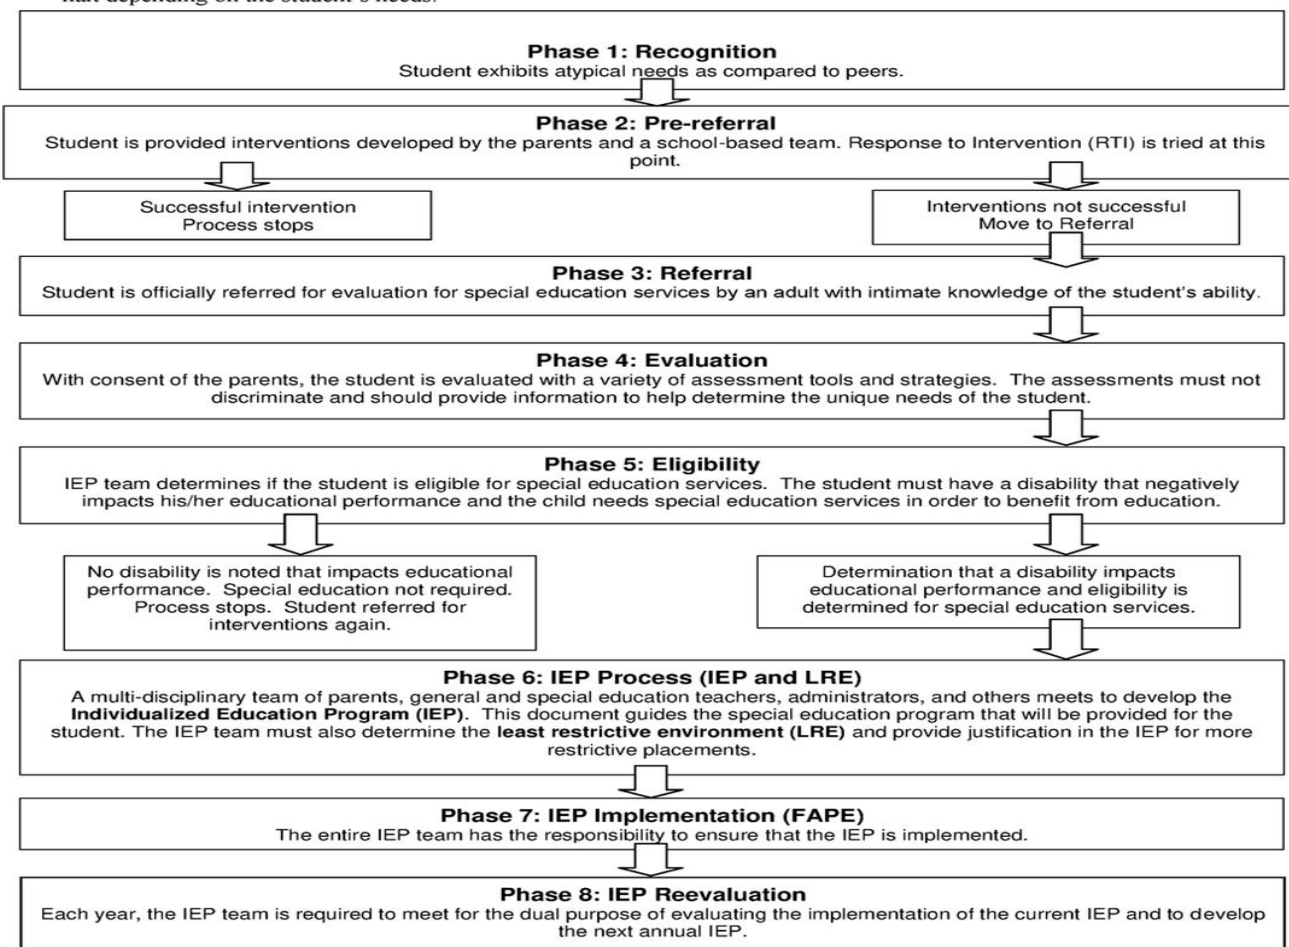 hart depending on the student's needs.
Phase 1: Recognition
Student exhibits atypical needs as compared to peers.
Phase 2: Pre-referral
Student is provided interventions developed by the parents and a school-based team. Response to Intervention (RTI) is tried at this
point.
Successful intervention
Process stops
Interventions not successful
Move to Referral
Phase 3: Referral
Student is officially referred for evaluation for special education services by an adult with intimate knowledge of the student's ability.
Phase 4: Evaluation
With consent of the parents, the student is evaluated with a variety of assessment tools and strategies. The assessments must not
discriminate and should provide information to help determine the unique needs of the student.
Phase 5: Eligibility
IEP team determines if the student is eligible for special education services. The student must have a disability that negatively
impacts his/her educational performance and the child needs special education services in order to benefit from education.
No disability is noted that impacts educational
performance. Special education not required.
Process stops. Student referred for
interventions again.
Determination that a disability impacts
educational performance and eligibility is
determined for special education services.
Phase 6: IEP Process (IEP and LRE)
A multi-disciplinary team of parents, general and special education teachers, administrators, and others meets to develop the
Individualized Education Program (IEP). This document guides the special education program that will be provided for the
student. The IEP team must also determine the least restrictive environment (LRE) and provide justification in the IEP for more
restrictive placements.
Phase 7: IEP Implementation (FAPE)
The entire IEP team has the responsibility to ensure that the IEP is implemented.
Phase 8: IEP Reevaluation
Each year, the IEP team is required to meet for the dual purpose of evaluating the implementation of the current IEP and to develop
the next annual IEP.